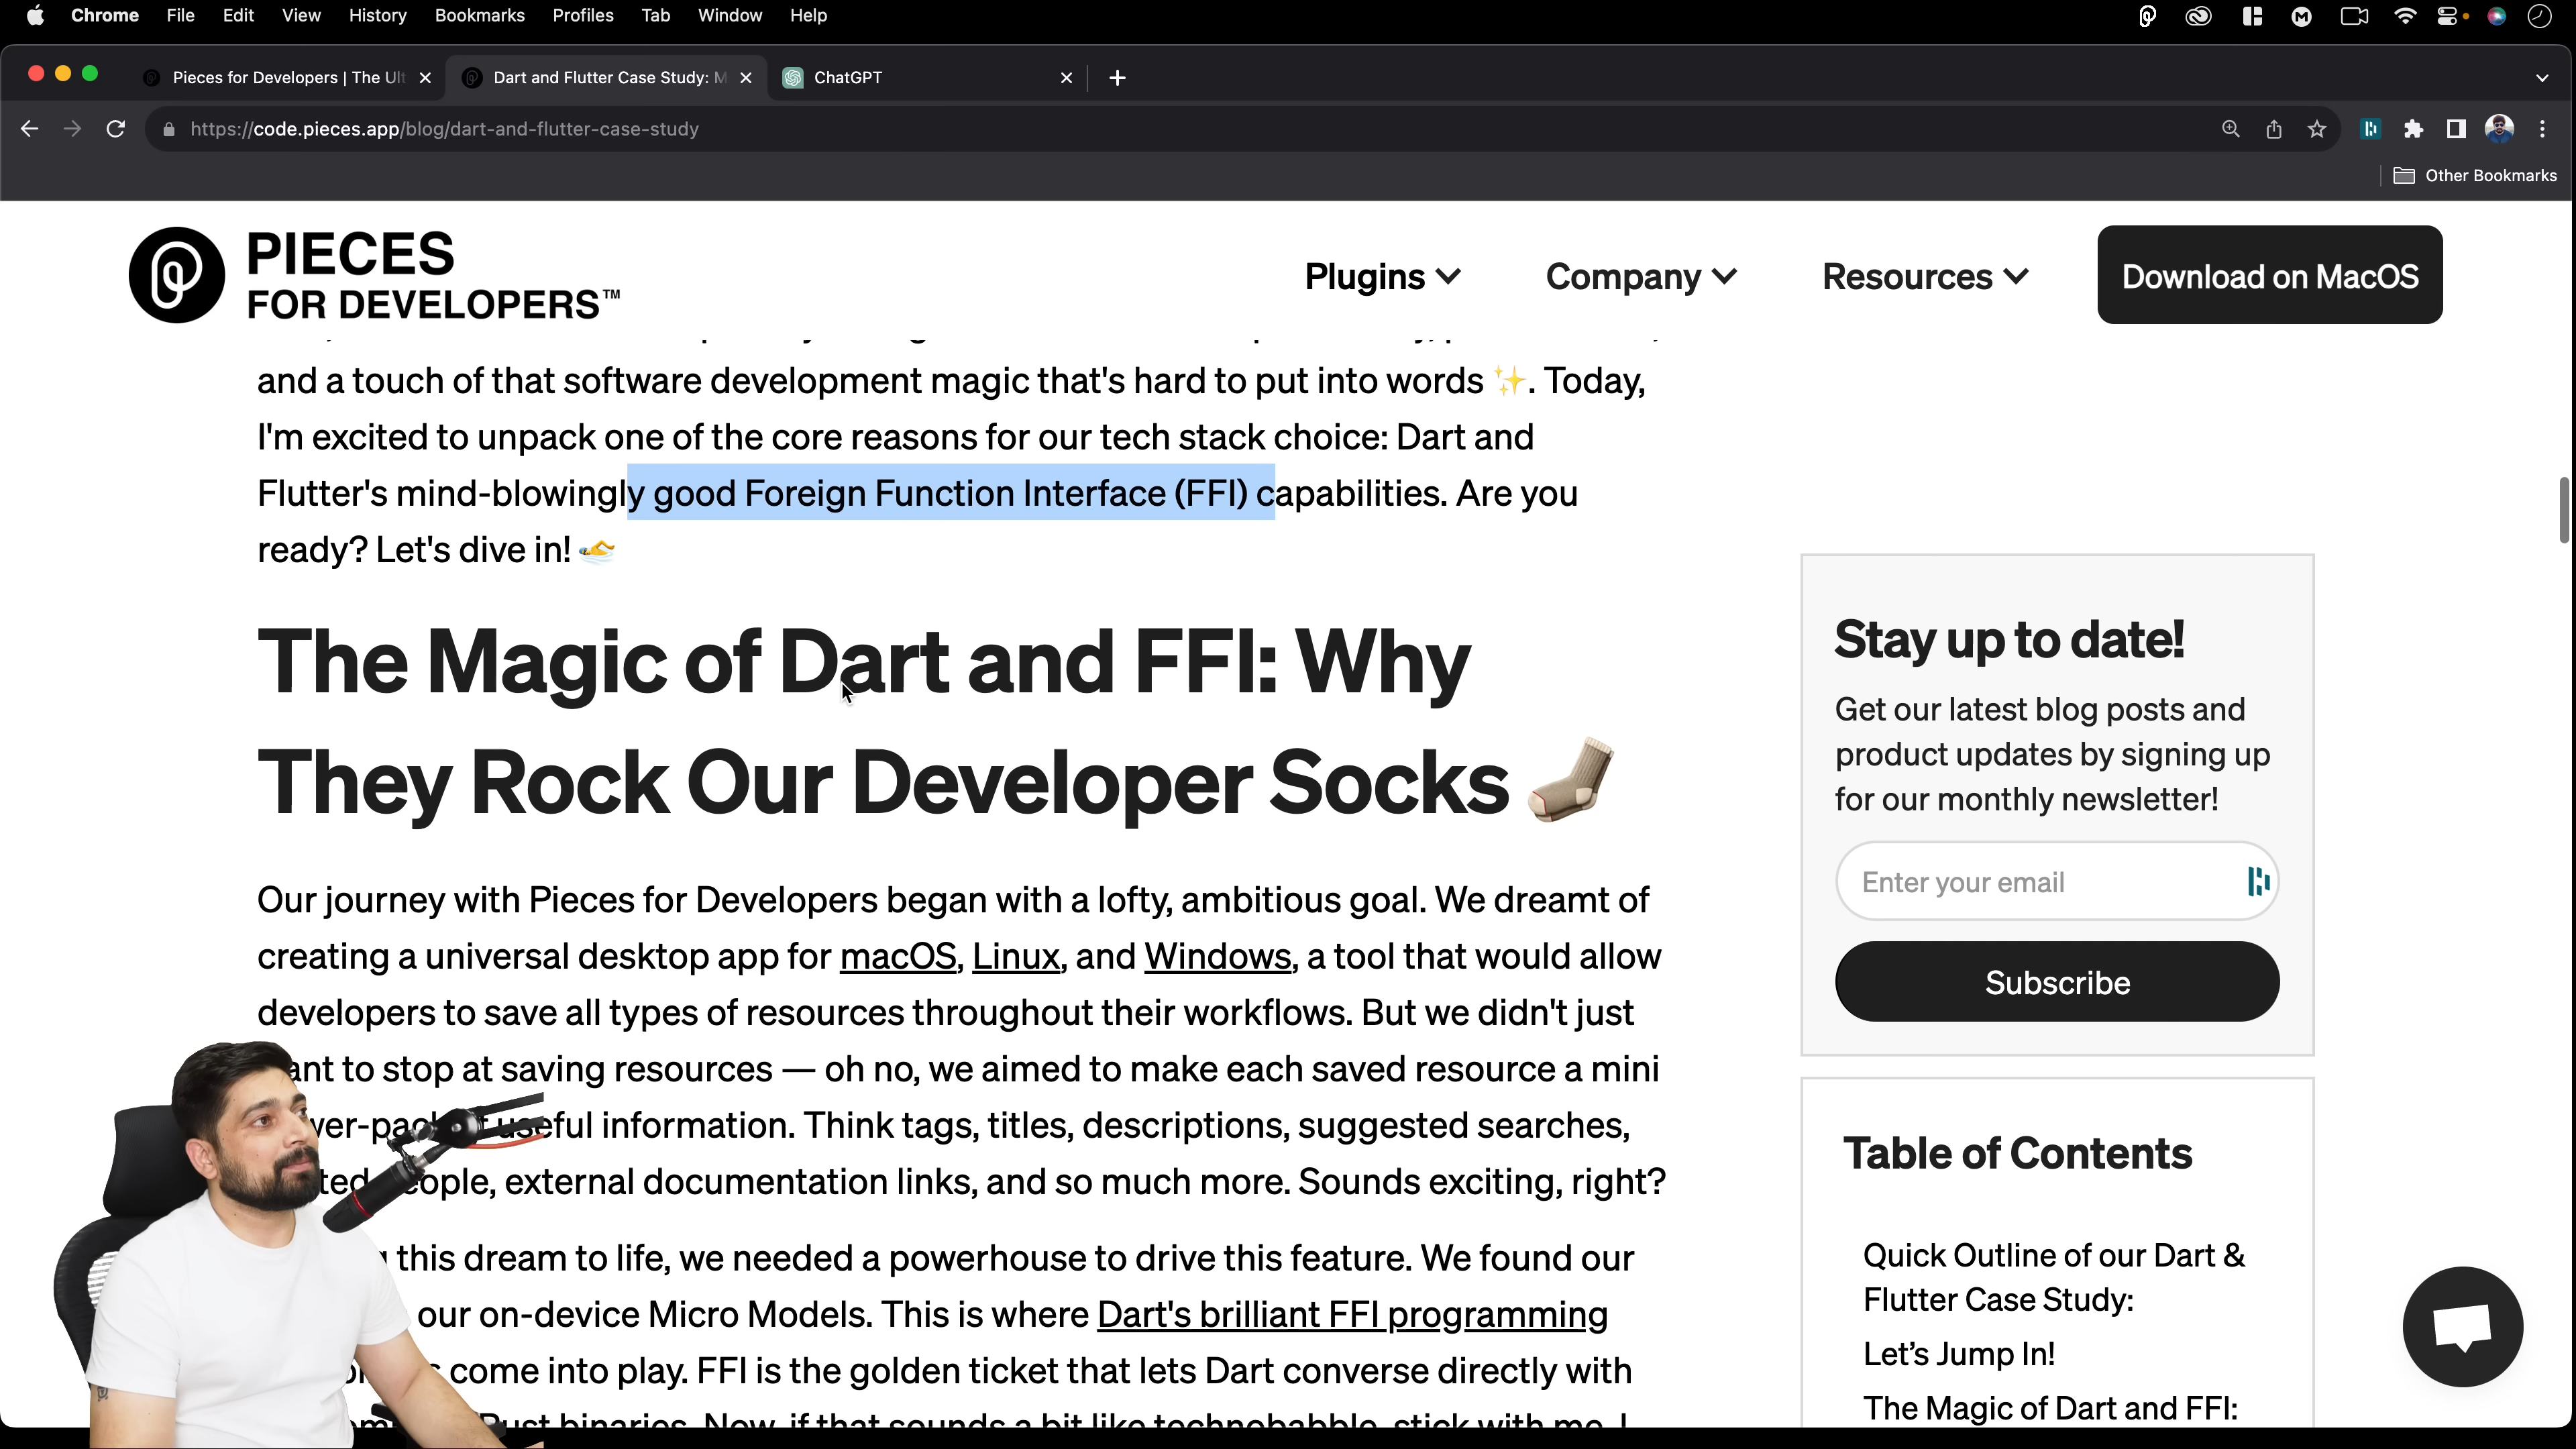 Chrome File Edit View History Bookmarks Profiles Tab Window Help
Pieces for Developers | The Ult
Dart and Flutter Case Study: M
ChatGPT
https://code.pieces.app/blog/dart-and-flutter-case-study
Other Bookmarks
PIECES
FOR DEVELOPERS™
Plugins Company Resources Download on MacOS
and a touch of that software development magic that's hard to put into words ✨. Today,
I'm excited to unpack one of the core reasons for our tech stack choice: Dart and
Flutter's mind-blowingly good Foreign Function Interface (FFI) capabilities. Are you
ready? Let's dive in!
The Magic of Dart and FFI: Why
They Rock Our Developer Socks
Our journey with Pieces for Developers began with a lofty, ambitious goal. We dreamt of
creating a universal desktop app for macOS, Linux, and Windows, a tool that would allow
developers to save all types of resources throughout their workflows. But we didn't just
ant to stop at saving resources — oh no, we aimed to make each saved resource a mini
useful information. Think tags, titles, descriptions, suggested searches,
external documentation links, and so much more. Sounds exciting, right?
this dream to life, we needed a powerhouse to drive this feature. We found our
our on-device Micro Models. This is where Dart's brilliant FFI programming
come into play. FFI is the golden ticket that lets Dart converse directly with
Rust binaries. Now, if that sounds a bit like technobabble, stick with me. I
Stay up to date!
Get our latest blog posts and
product updates by signing up
for our monthly newsletter!
Enter your email
Subscribe
Table of Contents
Quick Outline of our Dart &
Flutter Case Study:
Let's Jump In!
The Magic of Dart and FFI: